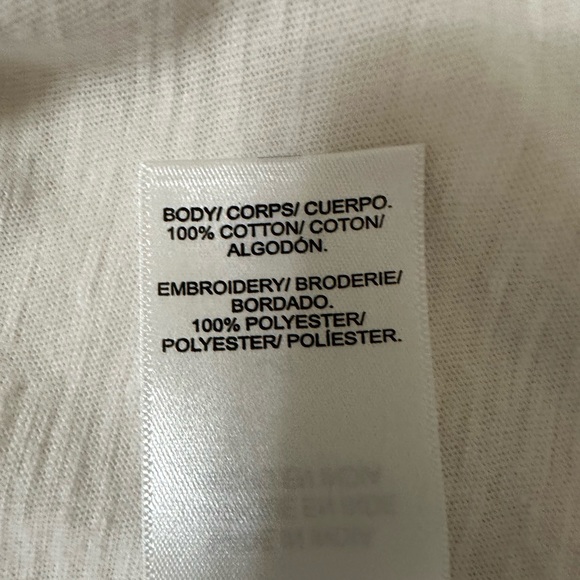 BODY/ CORPS/ CUERPO.
100% COTTON/ COTON/
ALGODÓN.
EMBROIDERY/ BRODERIE/
BORDADO.
100% POLYESTER/
POLYESTER/ POLÍESTER.